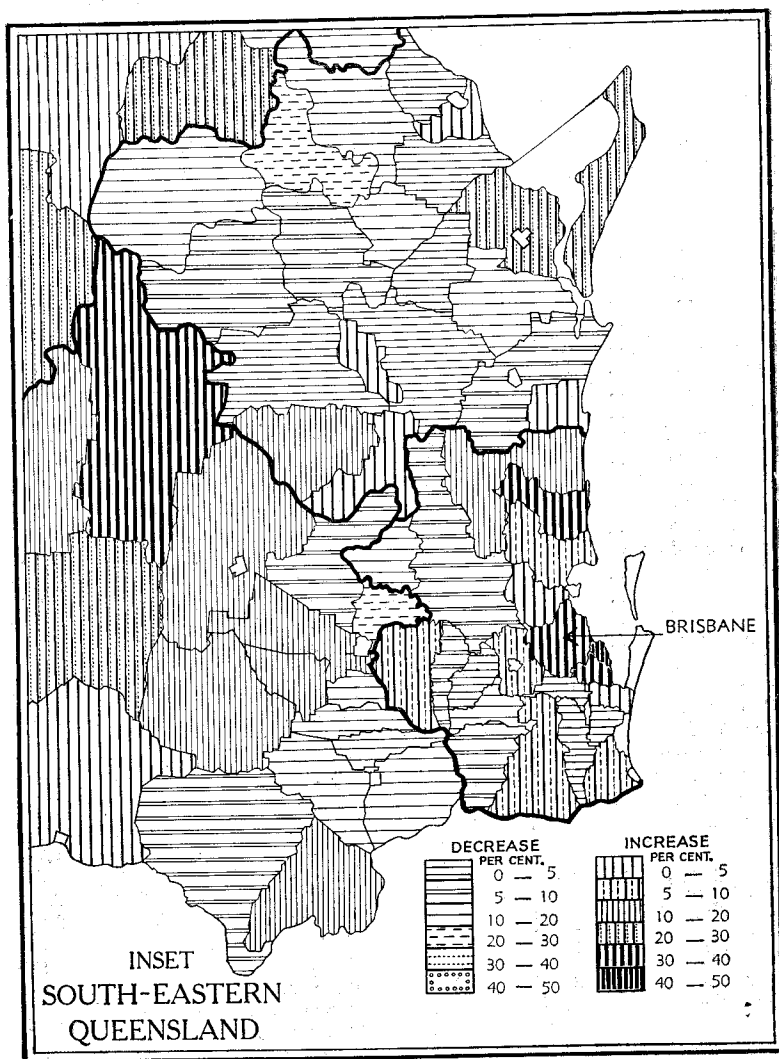 BRISBANE
DECREASE
PER CENT.
0 — 5
5 — 10
10 — 20
20 — 30
30 — 40
40 — 50
INCREASE
PER CENT.
0 — 5
5 — 10
10 — 20
20 — 30
30 — 40
40 — 50
INSET
SOUTH-EASTERN
QUEENSLAND